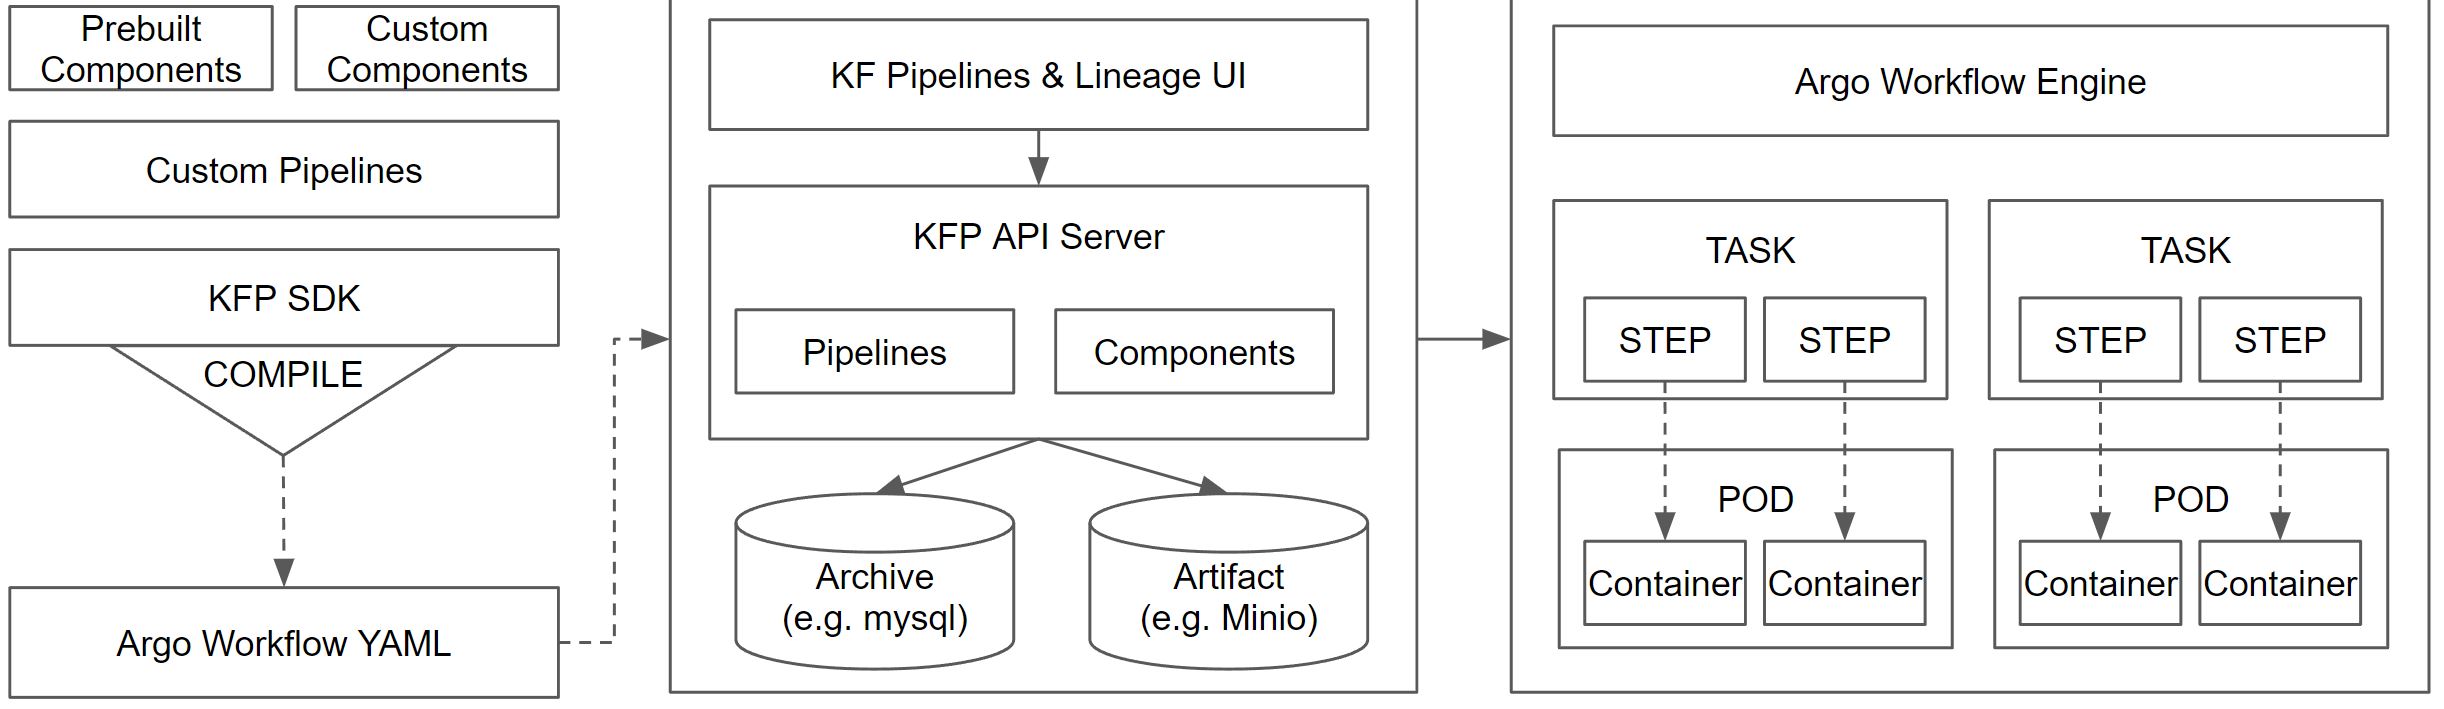 Prebuilt
Components
Custom
Components
Custom Pipelines
KFP SDK
COMPILE
Argo Workflow YAML
KF Pipelines & Lineage UI
KFP API Server
Pipelines
Components
Archive
(e.g. mysql)
Artifact
(e.g. Minio)
Argo Workflow Engine
TASK
STEP
STEP
TASK
STEP
STEP
POD
Container
Container
POD
Container
Container